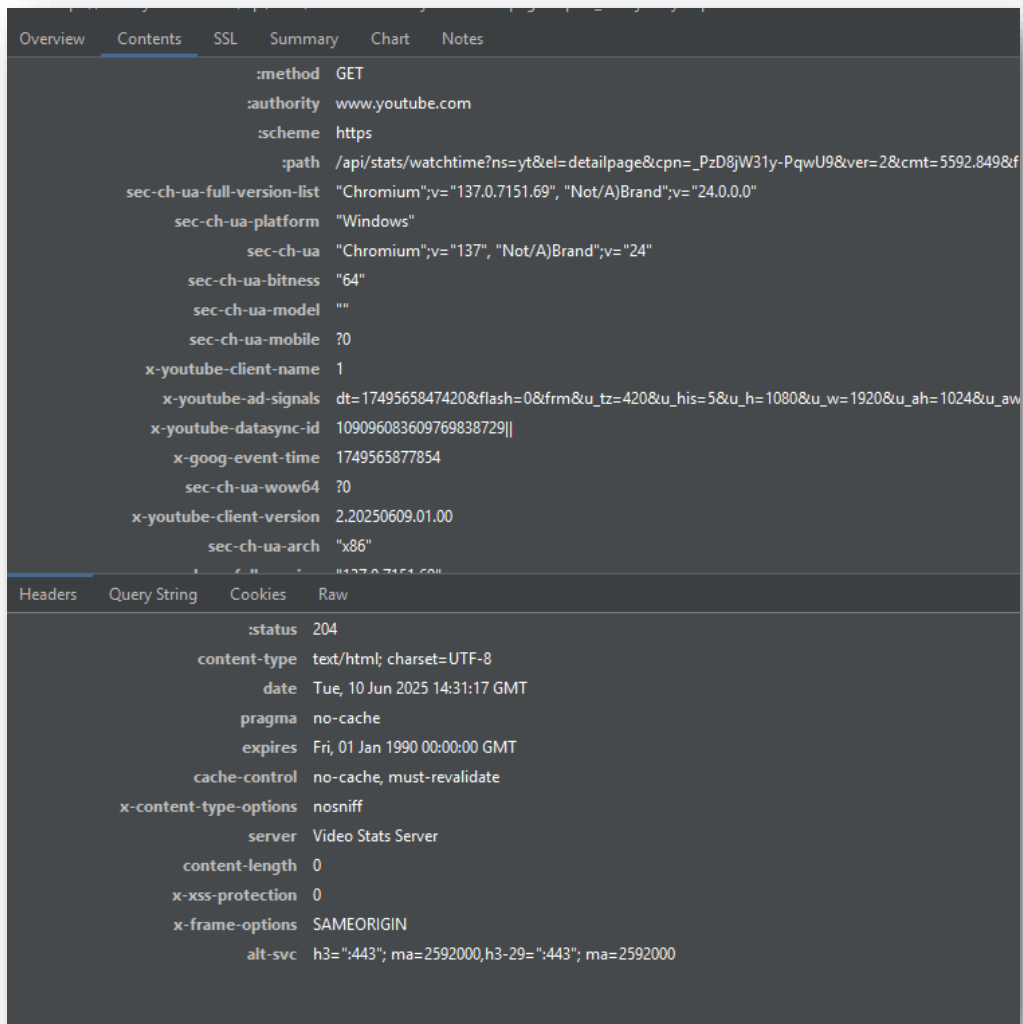 Overview Contents SSL Summary Chart Notes
:method GET
:authority www.youtube.com
:scheme https
:path /api/stats/watchtime?ns=yt&el=detailpage&cpn=_PzD8jW31y-PqwU9&ver=2&cmt=5592.849&f
sec-ch-ua-full-version-list "Chromium";v="137.0.7151.69", "Not/A)Brand";v="24.0.0.0"
sec-ch-ua-platform "Windows"
sec-ch-ua "Chromium";v="137", "Not/A)Brand";v="24"
sec-ch-ua-bitness "64"
sec-ch-ua-model ""
sec-ch-ua-mobile ?0
x-youtube-client-name 1
x-youtube-ad-signals dt=1749565847420&flash=0&frm&u_tz=420&u_his=5&u_h=1080&u_w=1920&u_ah=1024&u_aw
x-youtube-datasync-id 109096083609769838729||
x-goog-event-time 1749565877854
sec-ch-ua-wow64 ?0
x-youtube-client-version 2.20250609.01.00
sec-ch-ua-arch "x86"
"137.0.7151.69"
Headers Query String Cookies Raw
:status 204
content-type text/html; charset=UTF-8
date Tue, 10 Jun 2025 14:31:17 GMT
pragma no-cache
expires Fri, 01 Jan 1990 00:00:00 GMT
cache-control no-cache, must-revalidate
x-content-type-options nosniff
server Video Stats Server
content-length 0
x-xss-protection 0
x-frame-options SAMEORIGIN
alt-svc h3=":443"; ma=2592000,h3-29=":443"; ma=2592000